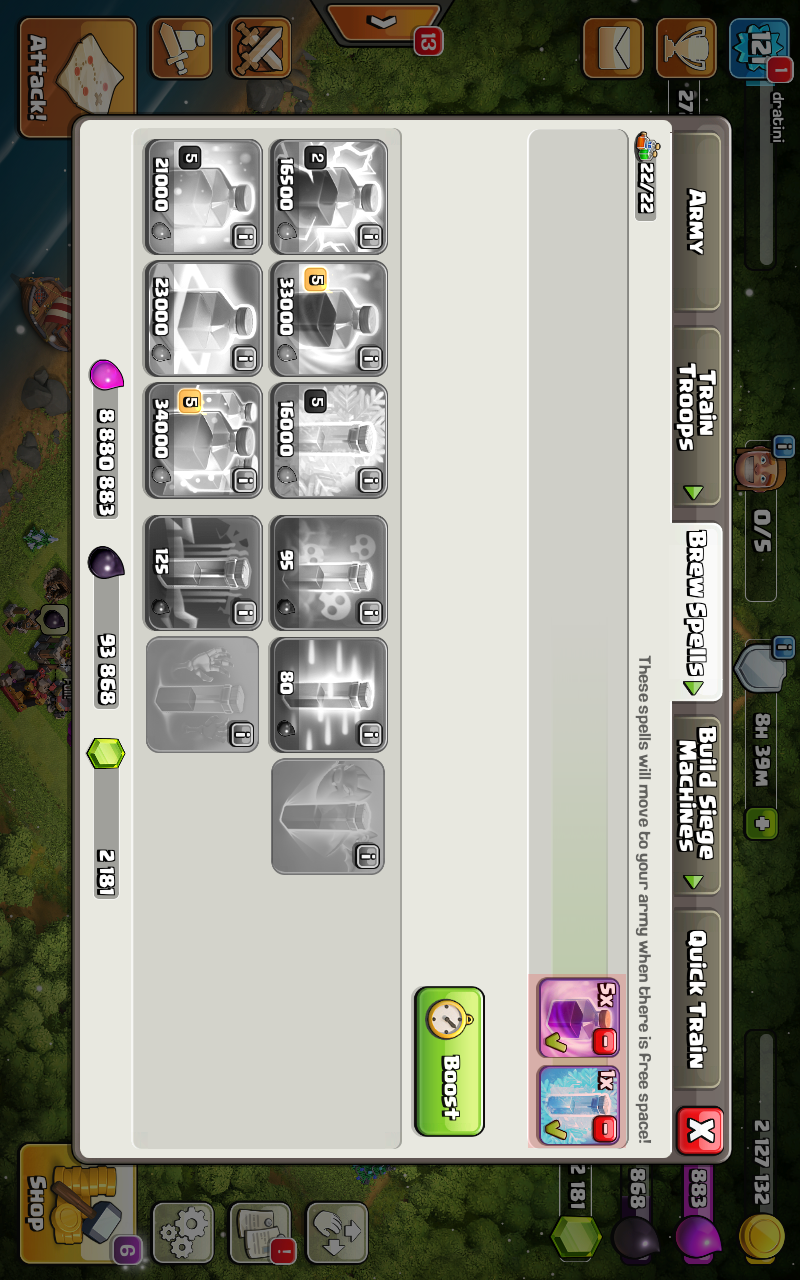 121
1
dratini
27
0/5
8H 39M
2 127 132
883
868
2 181
ARMY
TRAIN
TROOPS
BREW SPELLS
BUILD SIEGE
MACHINES
QUICK TRAIN
X
22/22
These spells will move to your army when there is free space!
5X
1X
BOOST
2
16500
5
33000
5
16000
95
80
5
21000
23000
5
34000
125
8 880 883
93 868
2 181
13
Attack!
SHOP
6